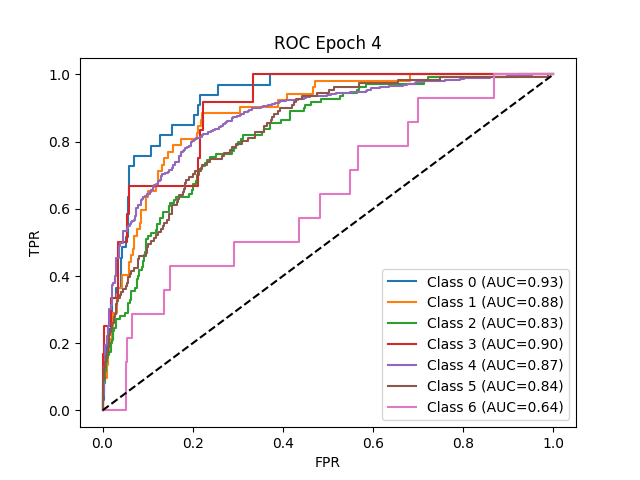 ROC Epoch 4
TPR
1.0
0.8
0.6
0.4
0.2
0.0
Class 0 (AUC=0.93)
Class 1 (AUC=0.88)
Class 2 (AUC=0.83)
Class 3 (AUC=0.90)
Class 4 (AUC=0.87)
Class 5 (AUC=0.84)
Class 6 (AUC=0.64)
0.0 0.2 0.4 0.6 0.8 1.0
FPR